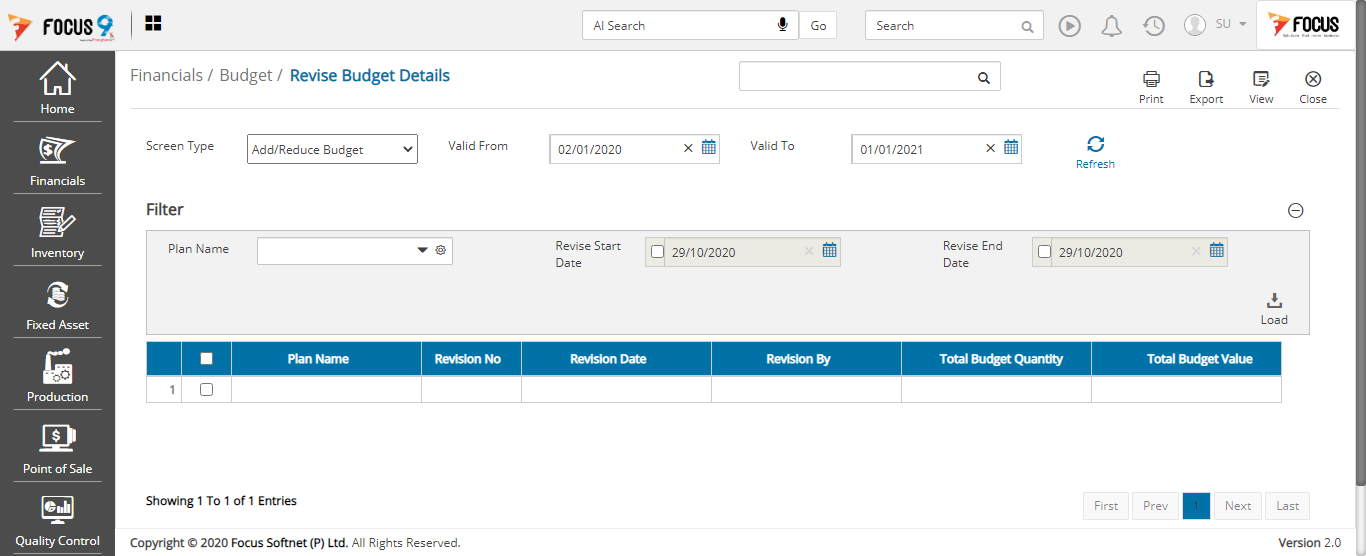 FOCUS 9
AI Search
Go
Search
SU
FOCUS
Home
Financials
Inventory
Fixed Asset
Production
Point of Sale
Quality Control
Financials / Budget / Revise Budget Details
Print
Export
View
Close
Screen Type
Add/Reduce Budget
Valid From
02/01/2020
Valid To
01/01/2021
Refresh
Filter
Plan Name
Revise Start
Date
29/10/2020
Revise End
Date
29/10/2020
Load
Plan Name Revision No Revision Date Revision By Total Budget Quantity Total Budget Value
1
Showing 1 To 1 of 1 Entries
First Prev 1 Next Last
Copyright © 2020 Focus Softnet (P) Ltd. All Rights Reserved.
Version 2.0